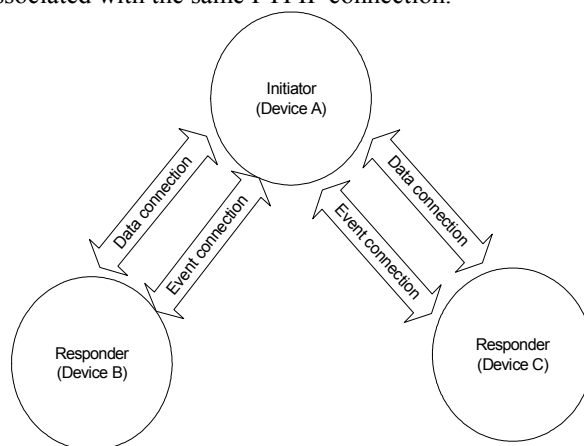 ssociated with the same PTP-IP connection.
Initiator
(Device A)
Data connection
Event connection
Event connection
Data connection
Responder
(Device B)
Responder
(Device C)